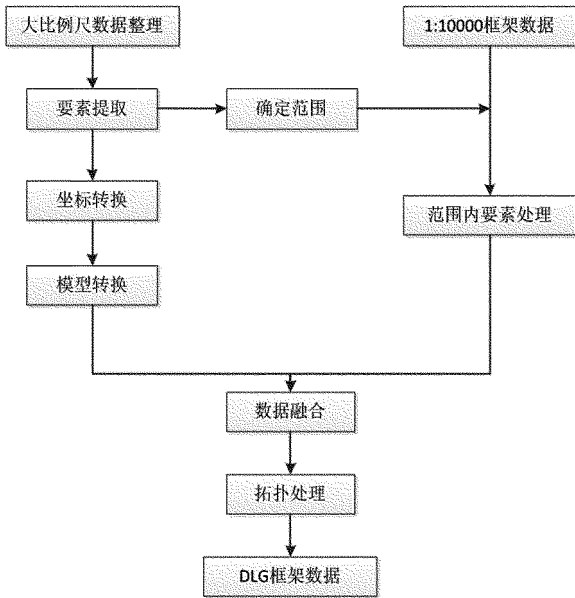 大比例尺数据整理
1:10000框架数据
要素提取
确定范围
坐标转换
范围内要素处理
模型转换
数据融合
拓扑处理
DLG框架数据